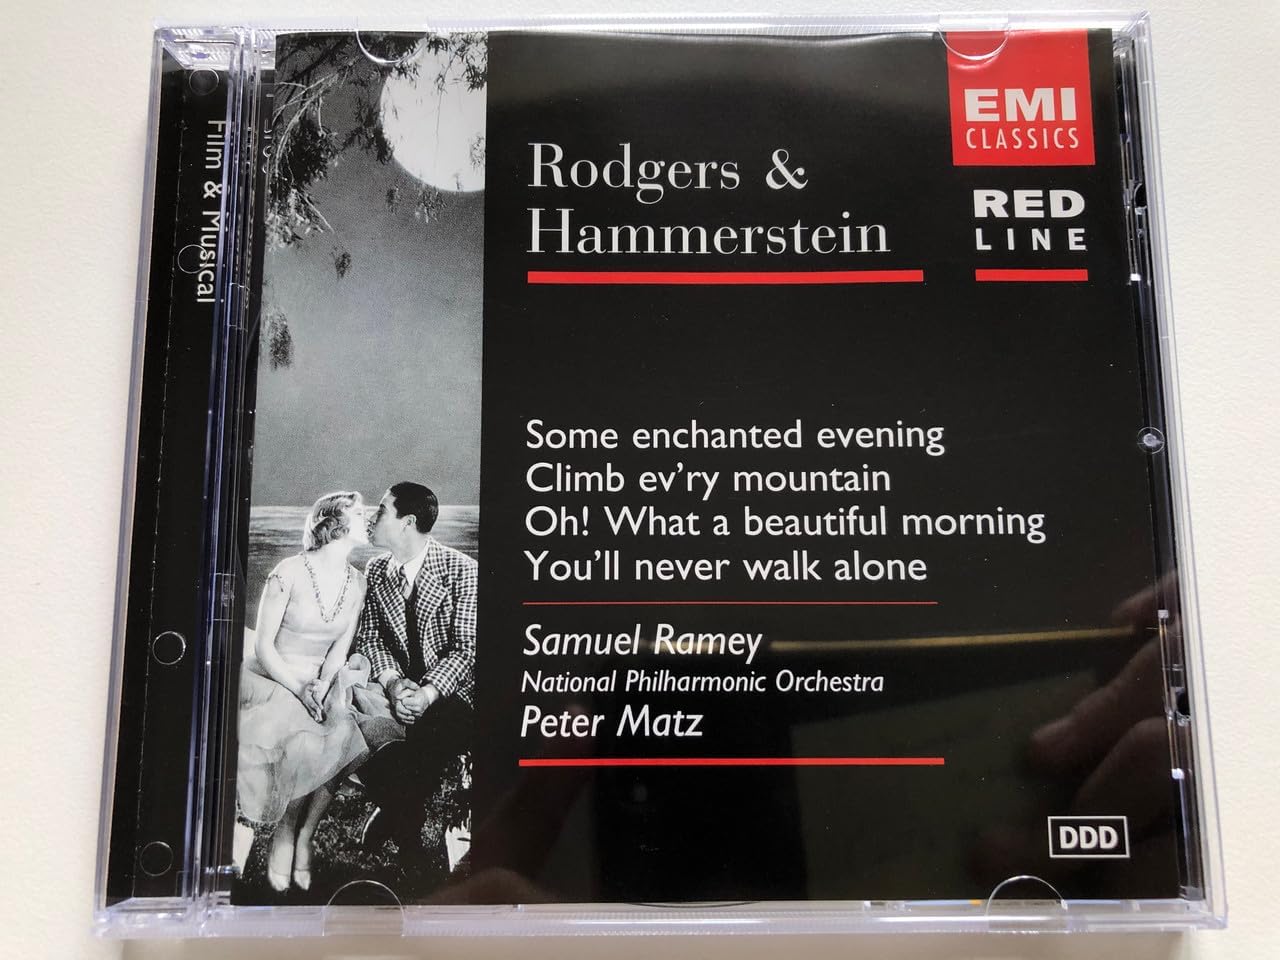 Film & Musical
EMI
CLASSICS
Rodgers &
Hammerstein
RED
LINE
Some enchanted evening
Climb ev'ry mountain
Oh! What a beautiful morning
You'll never walk alone
Samuel Ramey
National Philharmonic Orchestra
Peter Matz
DDD